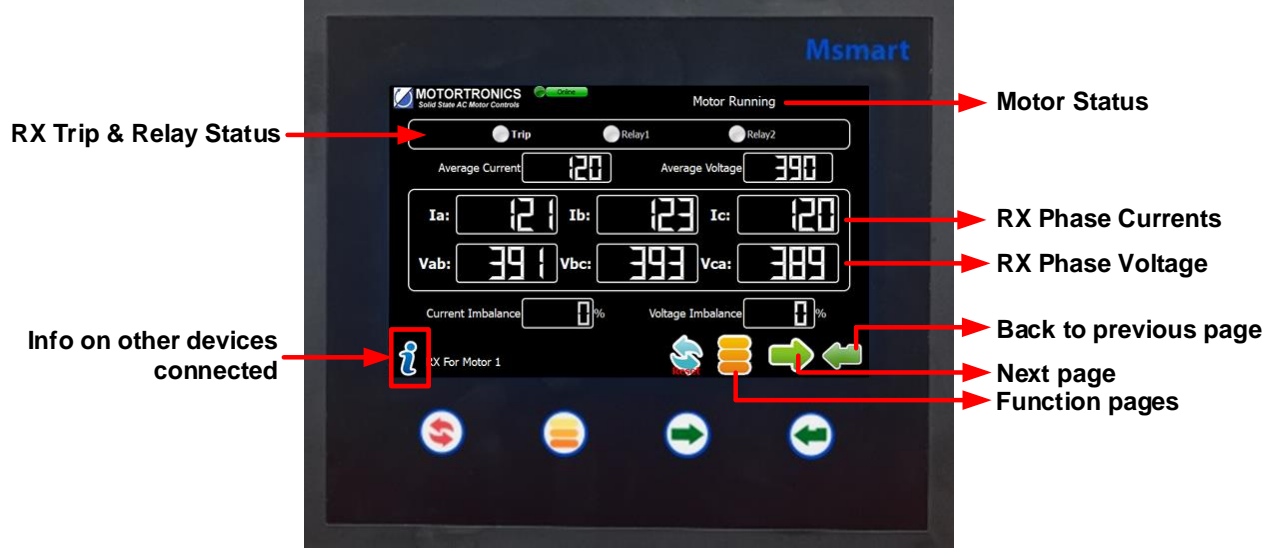 Msmart
MOTORTRONICS
Solid State AC Motor Controls
Online
Motor Running
Motor Status
RX Trip & Relay Status
Trip
Relay1
Relay2
Average Current
120
Average Voltage
390
Ia:
121
Ib:
123
Ic:
120
RX Phase Currents
Vab:
391
Vbc:
393
Vca:
389
RX Phase Voltage
Current Imbalance
0
%
Voltage Imbalance
0
%
Info on other devices
connected
i
RX For Motor 1
Back to previous page
Next page
Function pages